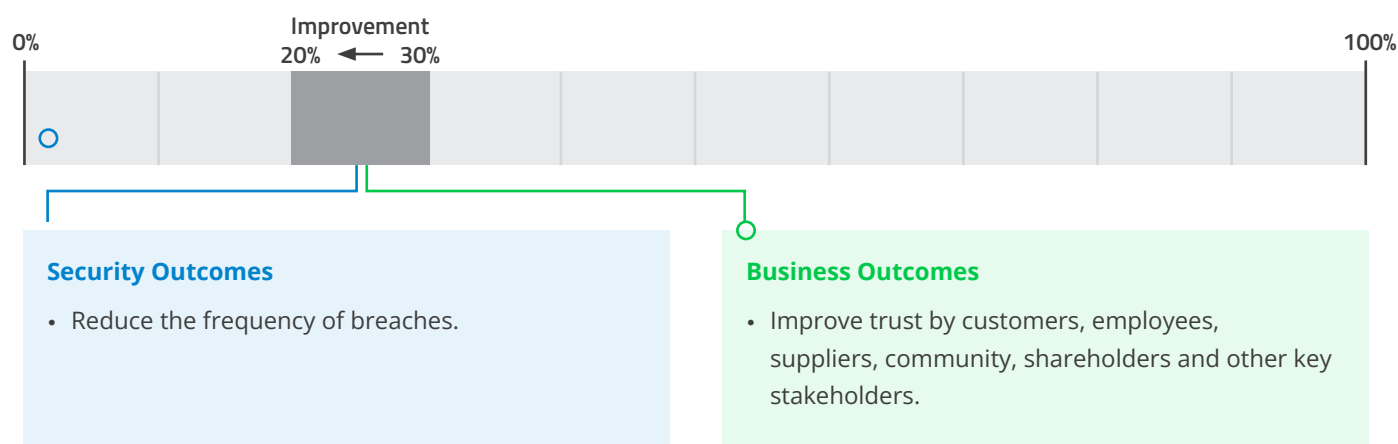 Improvement
0%
20%
30%
100%
Security Outcomes
• Reduce the frequency of breaches.
Business Outcomes
• Improve trust by customers, employees,
suppliers, community, shareholders and other key
stakeholders.